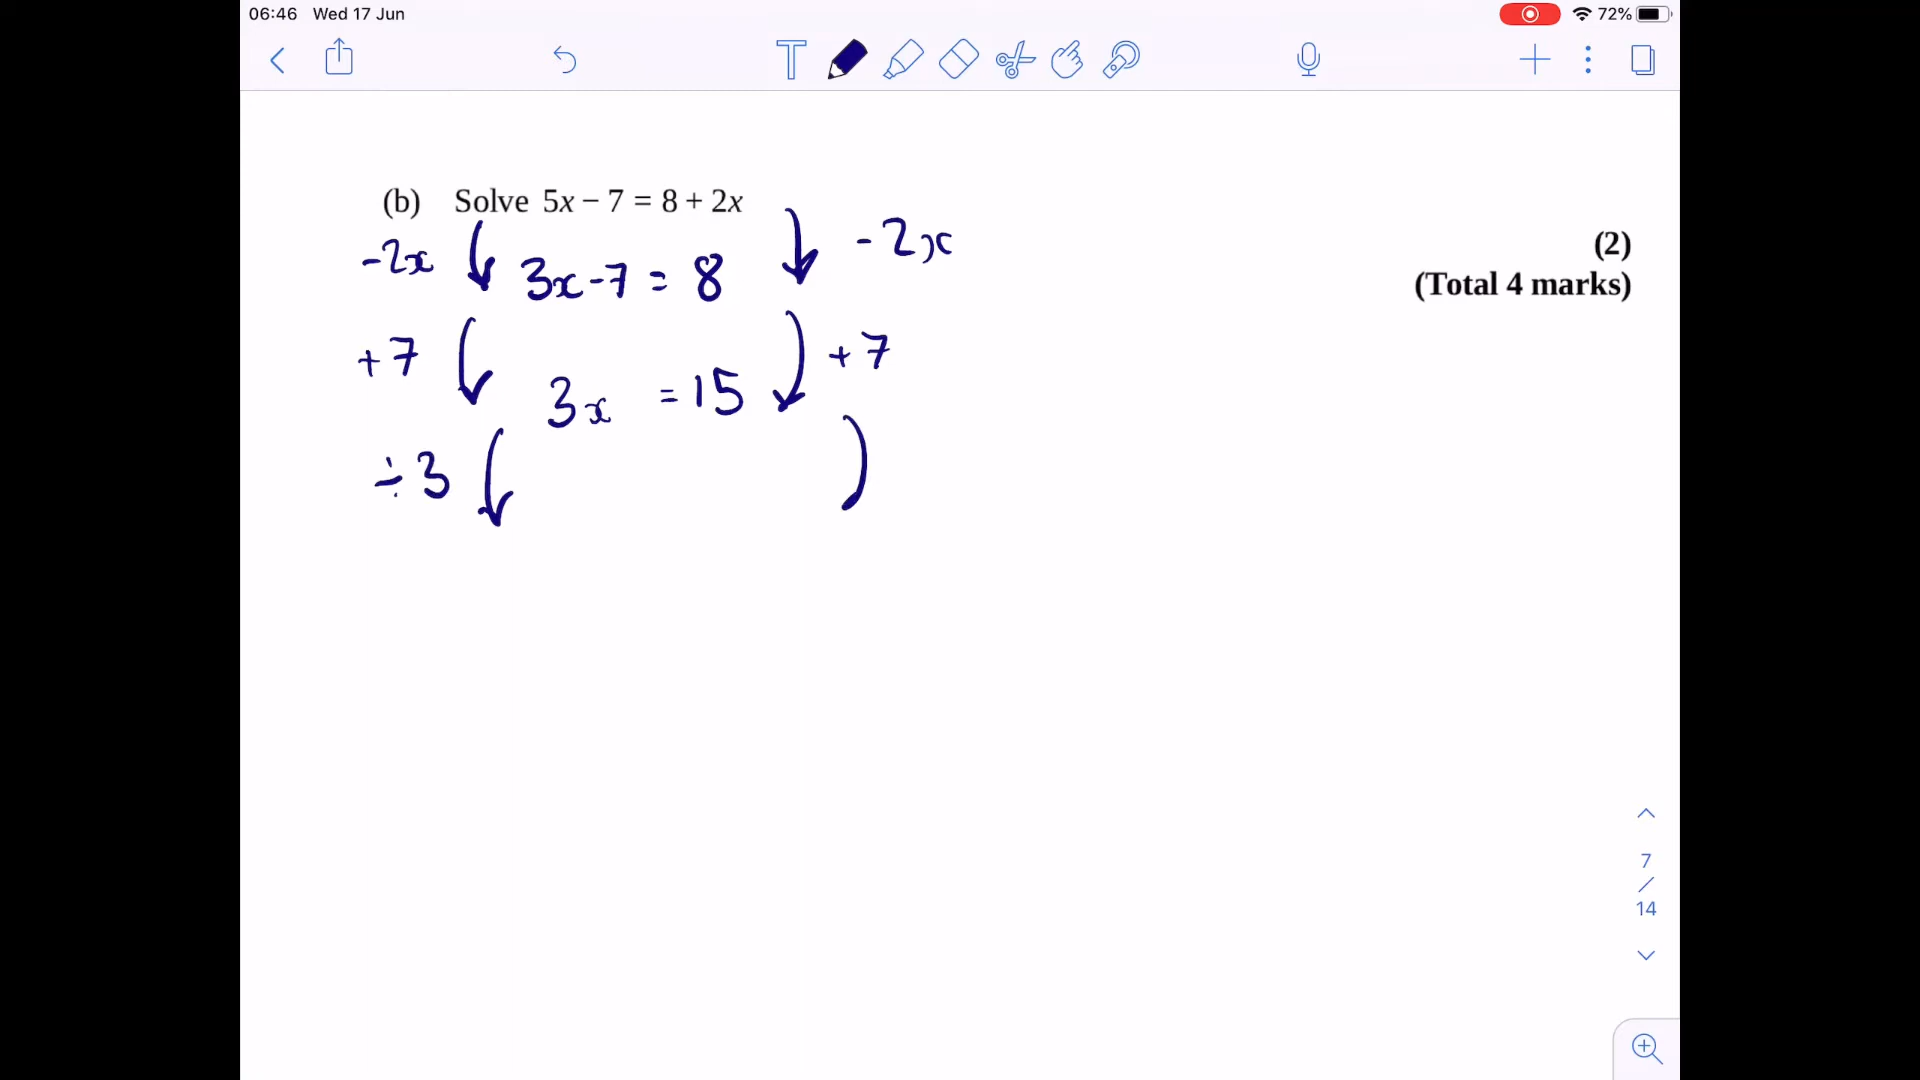 06:46 Wed 17 Jun 72%
T
(b) Solve 5x − 7 = 8 + 2x
-2x -2x
(2)
3x-7 = 8
(Total 4 marks)
+7 +7
3x = 15
÷3
7
/
14